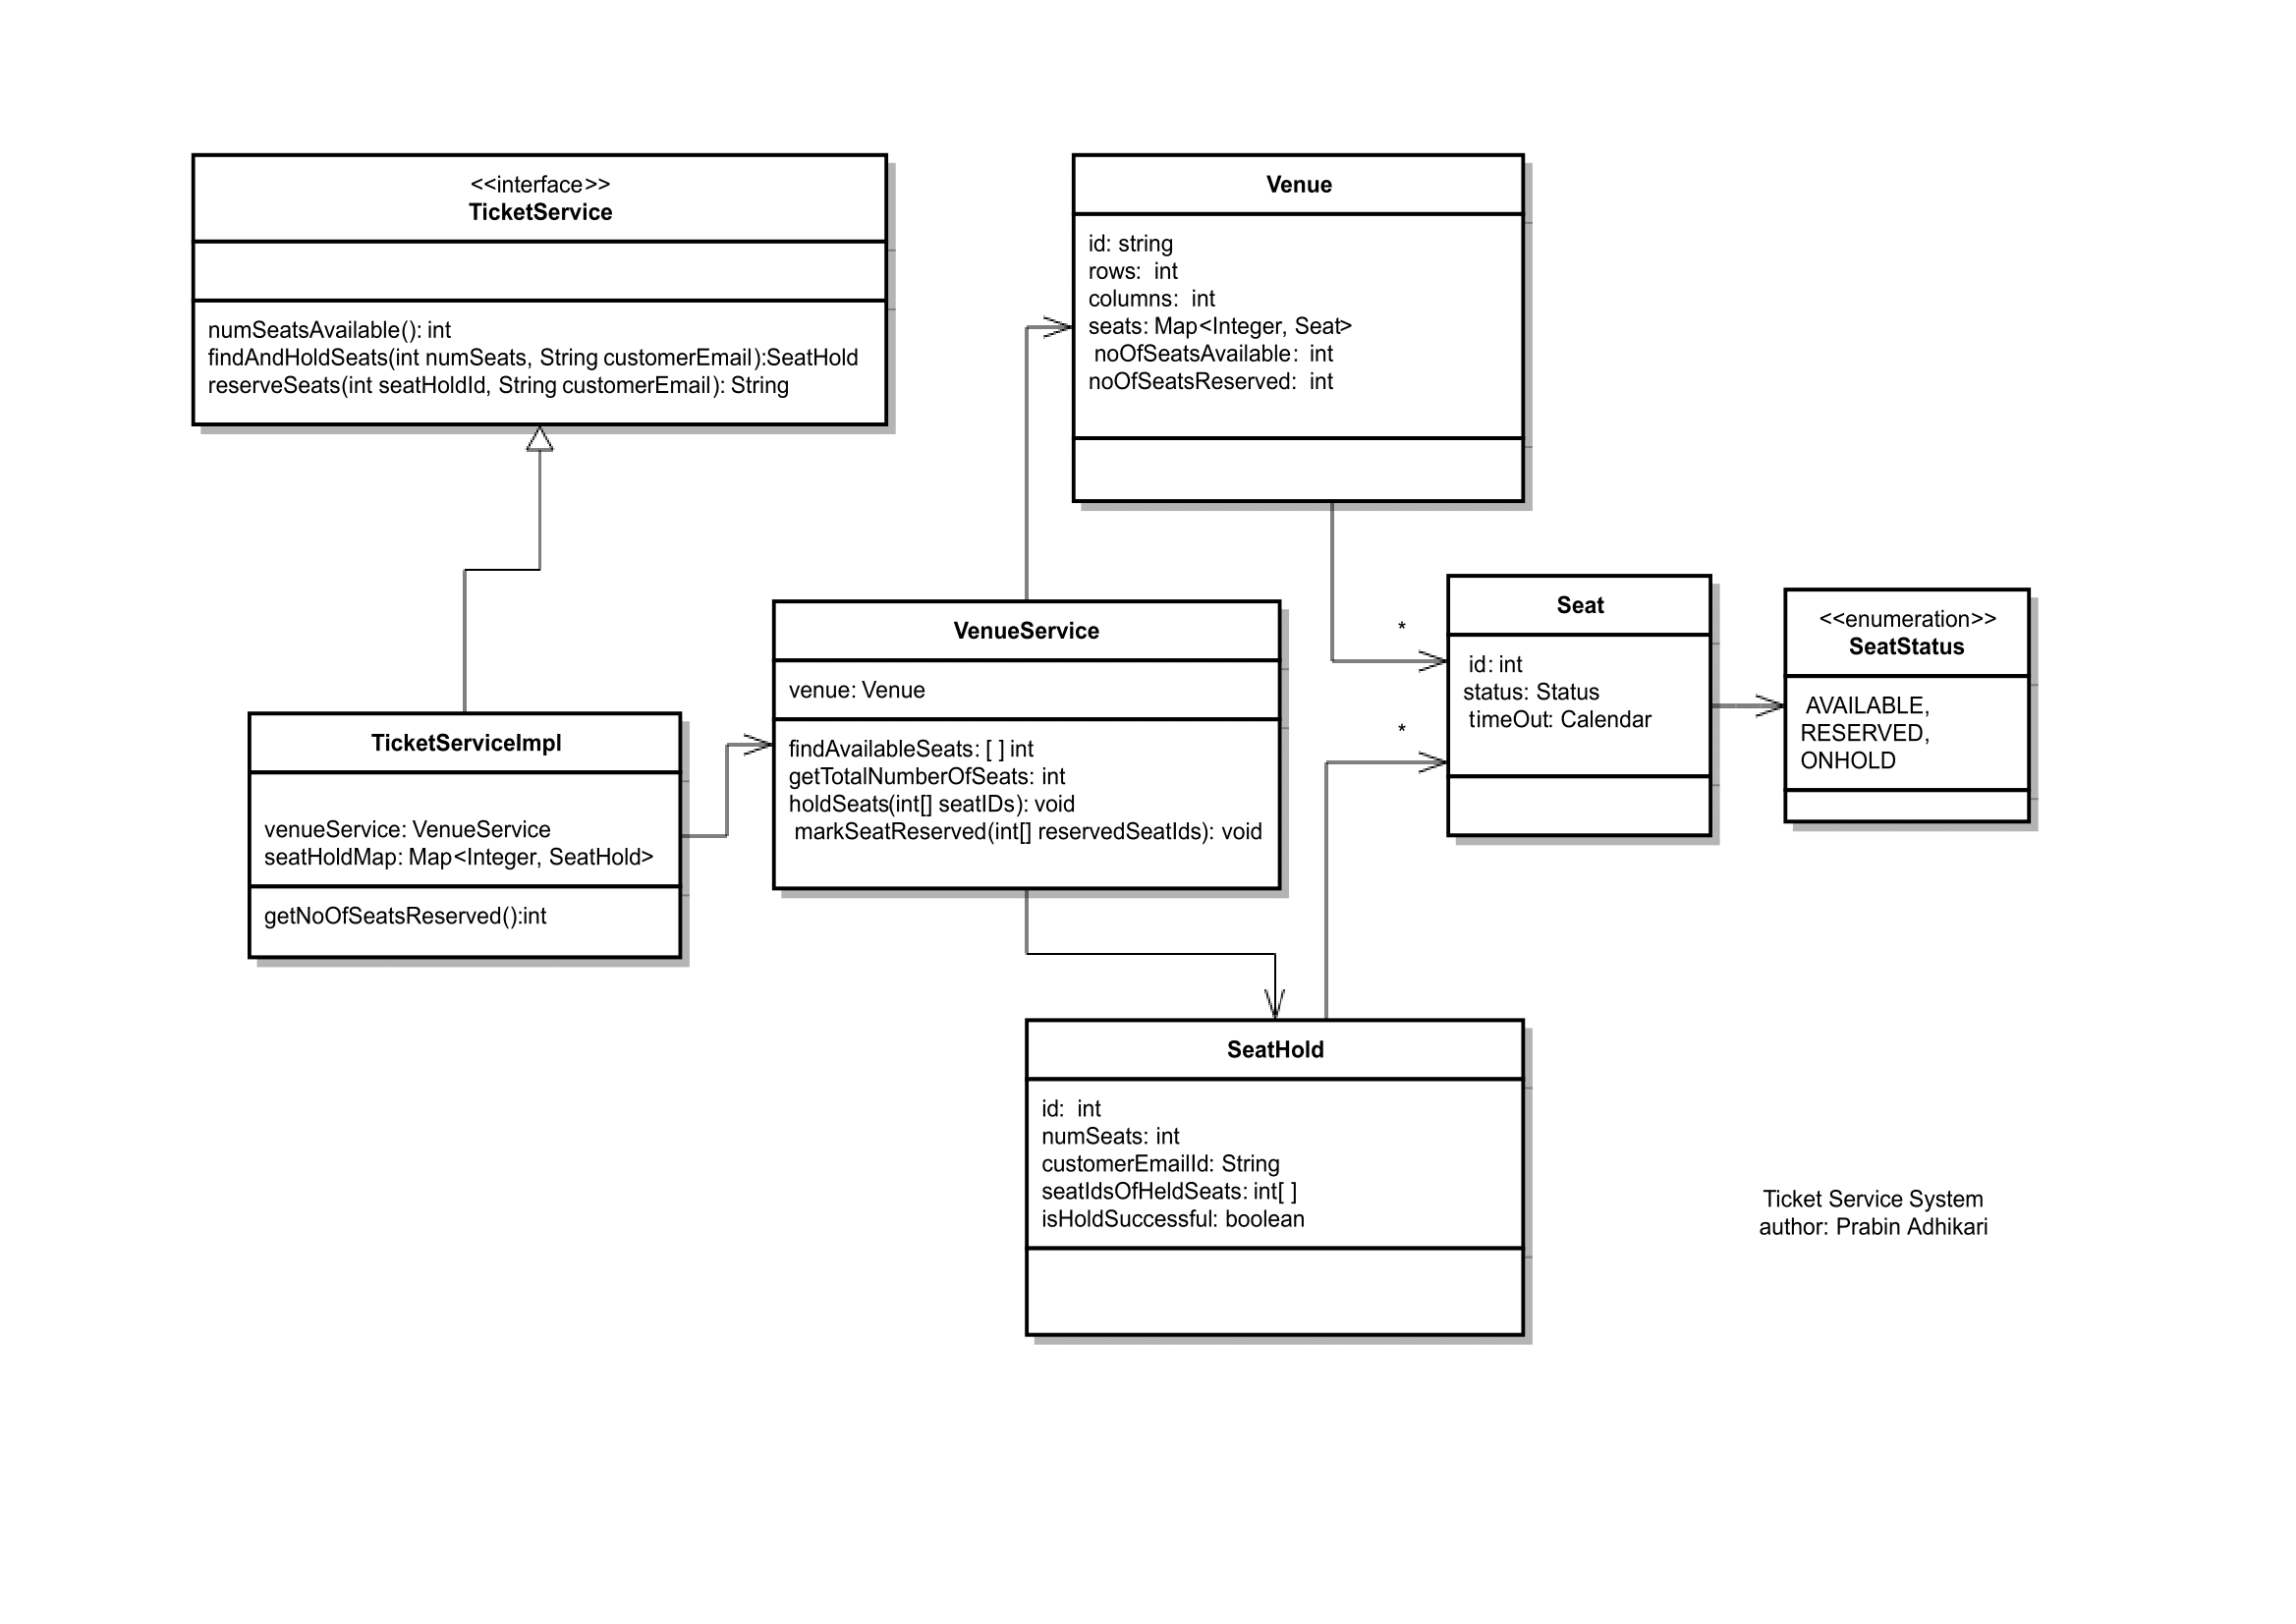 <<interface>>
TicketService
numSeatsAvailable(): int
findAndHoldSeats(int numSeats, String customerEmail):SeatHold
reserveSeats(int seatHoldId, String customerEmail): String
Venue
id: string
rows:  int
columns:  int
seats: Map<Integer, Seat>
noOfSeatsAvailable:  int
noOfSeatsReserved:  int
VenueService
venue: Venue
findAvailableSeats: [ ] int
getTotalNumberOfSeats: int
holdSeats(int[] seatIDs): void
markSeatReserved(int[] reservedSeatIds): void
*
*
Seat
id: int
status: Status
timeOut: Calendar
<<enumeration>>
SeatStatus
AVAILABLE,
RESERVED,
ONHOLD
TicketServiceImpl
venueService: VenueService
seatHoldMap: Map<Integer, SeatHold>
getNoOfSeatsReserved():int
SeatHold
id:  int
numSeats: int
customerEmailId: String
seatIdsOfHeldSeats: int[ ]
isHoldSuccessful: boolean
Ticket Service System
author: Prabin Adhikari